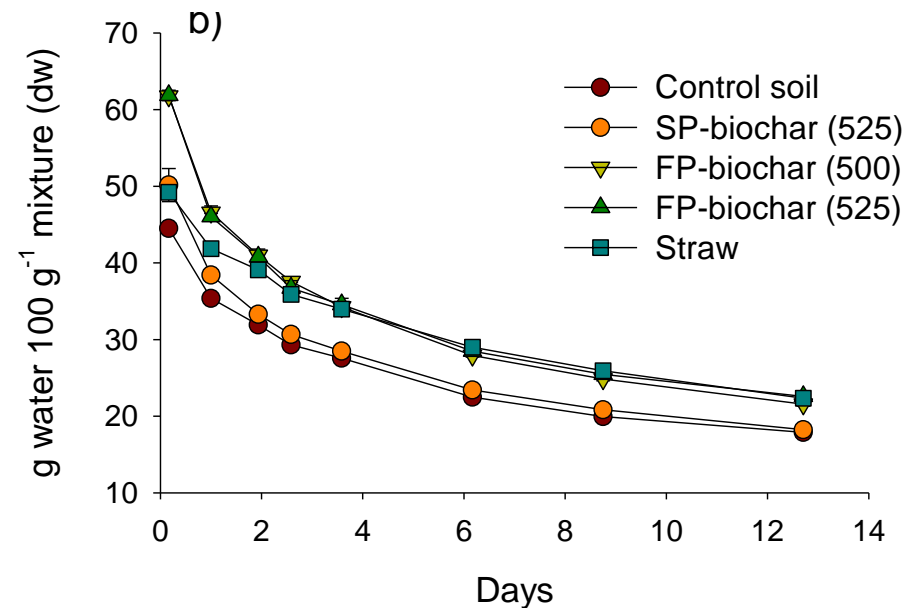 b)
g water 100 g⁻¹ mixture (dw)
70
60
50
40
30
20
10
Control soil
SP-biochar (525)
FP-biochar (500)
FP-biochar (525)
Straw
0 2 4 6 8 10 12 14
Days